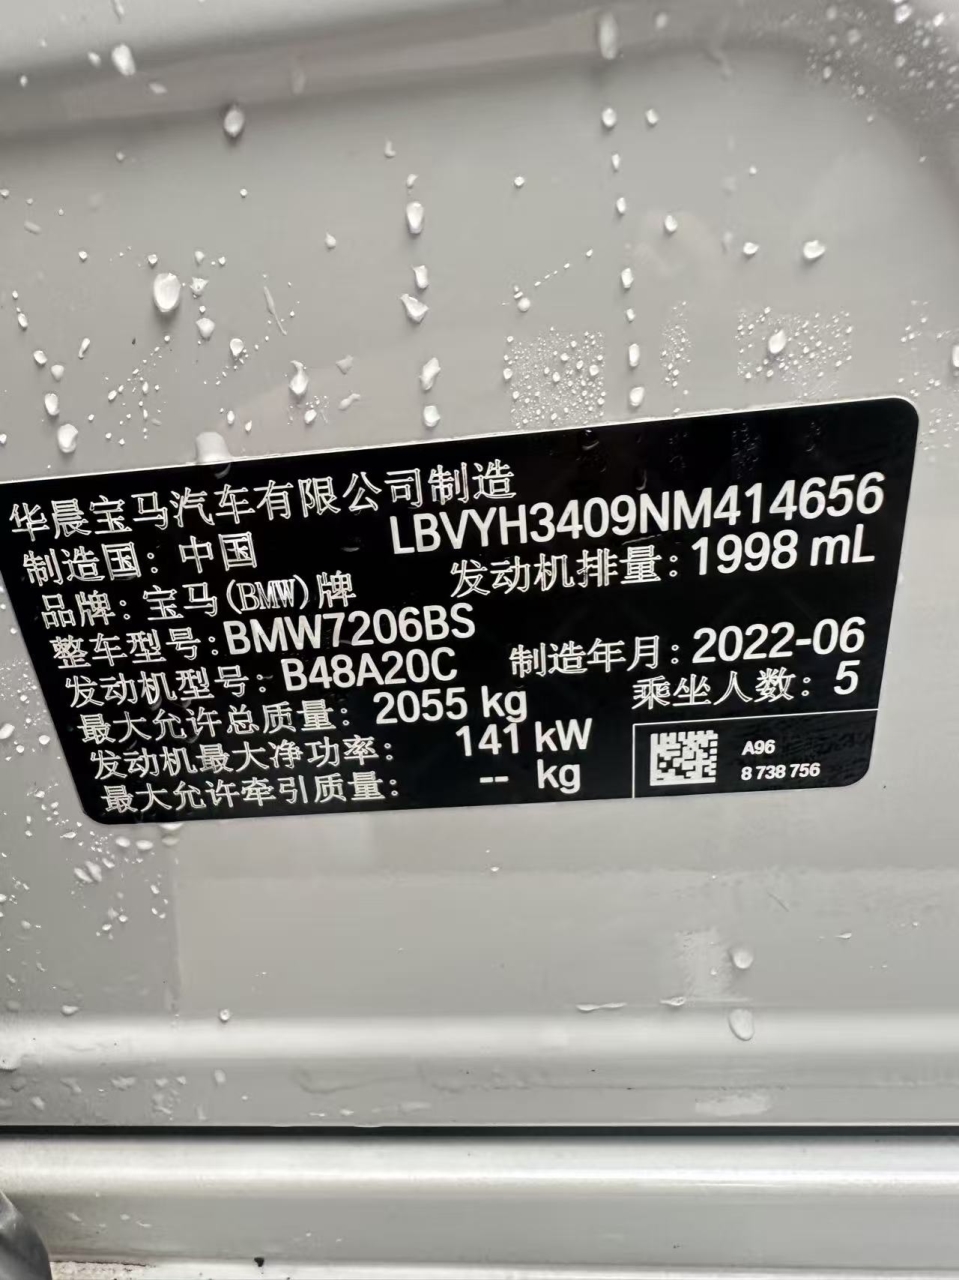 华晨宝马汽车有限公司制造
制造国：中国 LBVYH3409NM414656
品牌：宝马(BMW)牌 发动机排量：1998 mL
整车型号：BMW7206BS
发动机型号：B48A20C 制造年月：2022-06
最大允许总质量：2055 kg 乘坐人数：5
发动机最大净功率：141 kW
最大允许牵引质量：-- kg
A96
8 738 756